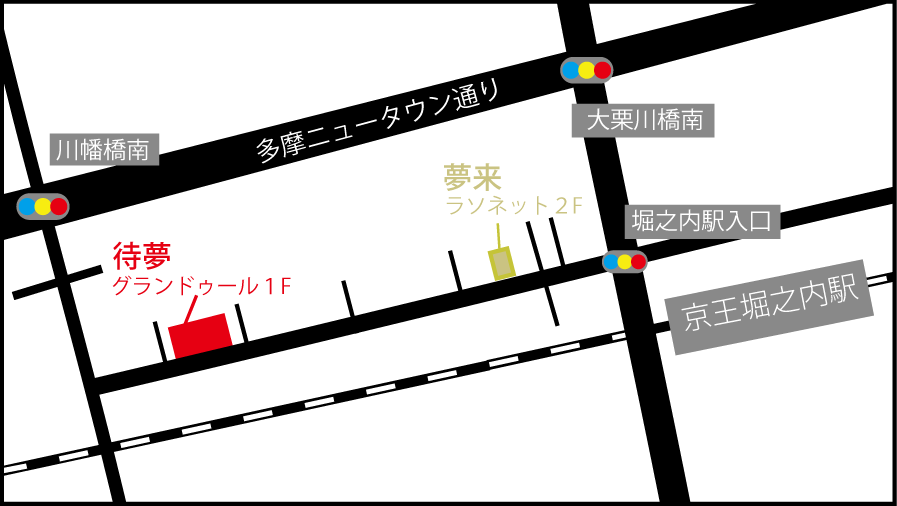 大栗川橋南
多摩ニュータウン通り
川幡橋南
夢来
ラソネット２F
堀之内駅入口
待夢
グランドゥール１F
京王堀之内駅